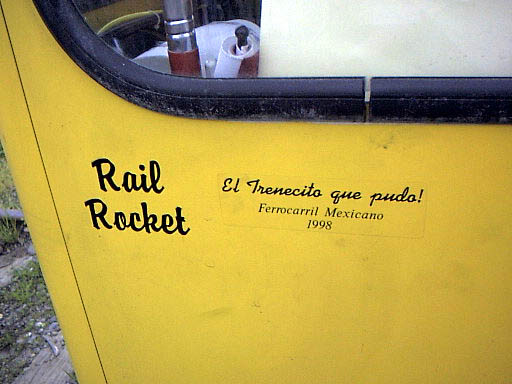 Rail
Rocket
El Trenecito que pudo!
Ferrocarril Mexicano
1998